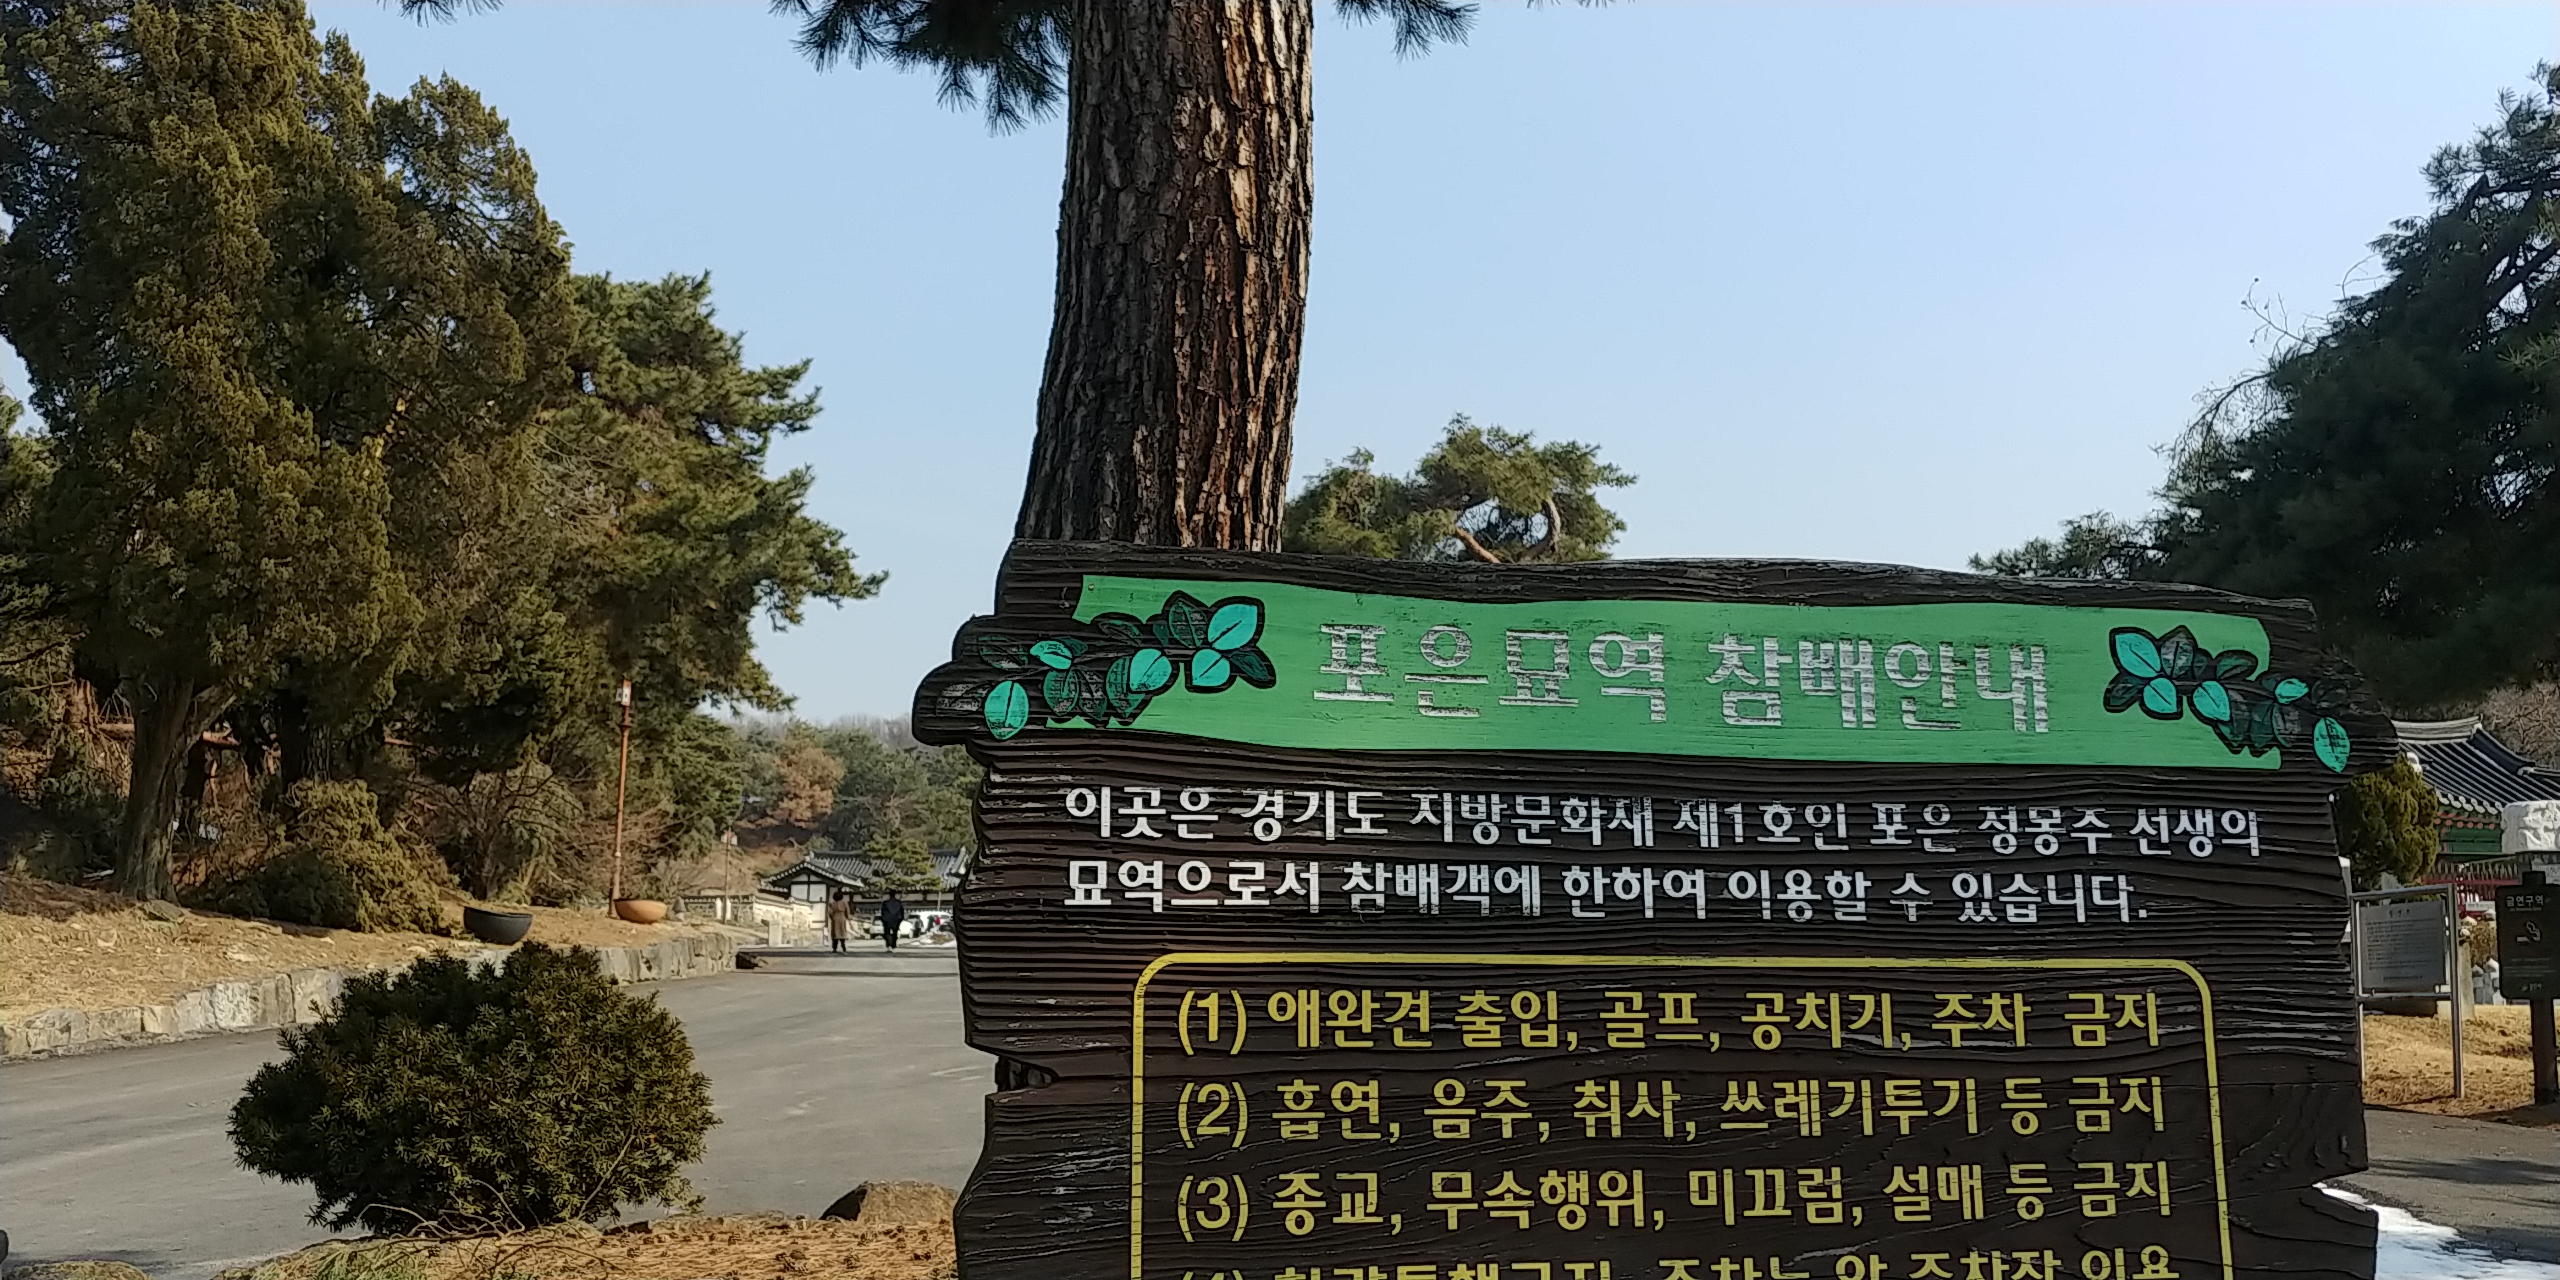 포은묘역 참배안내
이곳은 경기도 지방문화재 제1호인 포은 정몽주 선생의
묘역으로서 참배객에 한하여 이용할 수 있습니다.
(1) 애완견 출입, 골프, 공치기, 주차 금지
(2) 흡연, 음주, 취사, 쓰레기투기 등 금지
(3) 종교, 무속행위, 미끄럼, 설매 등 금지
금연구역